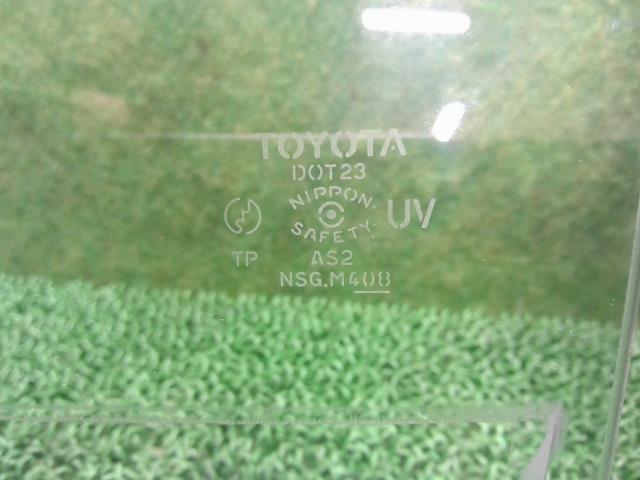 TOYOTA
DOT23
NIPPON.
SAFETY.
UV
TP
AS2
NSG.M408